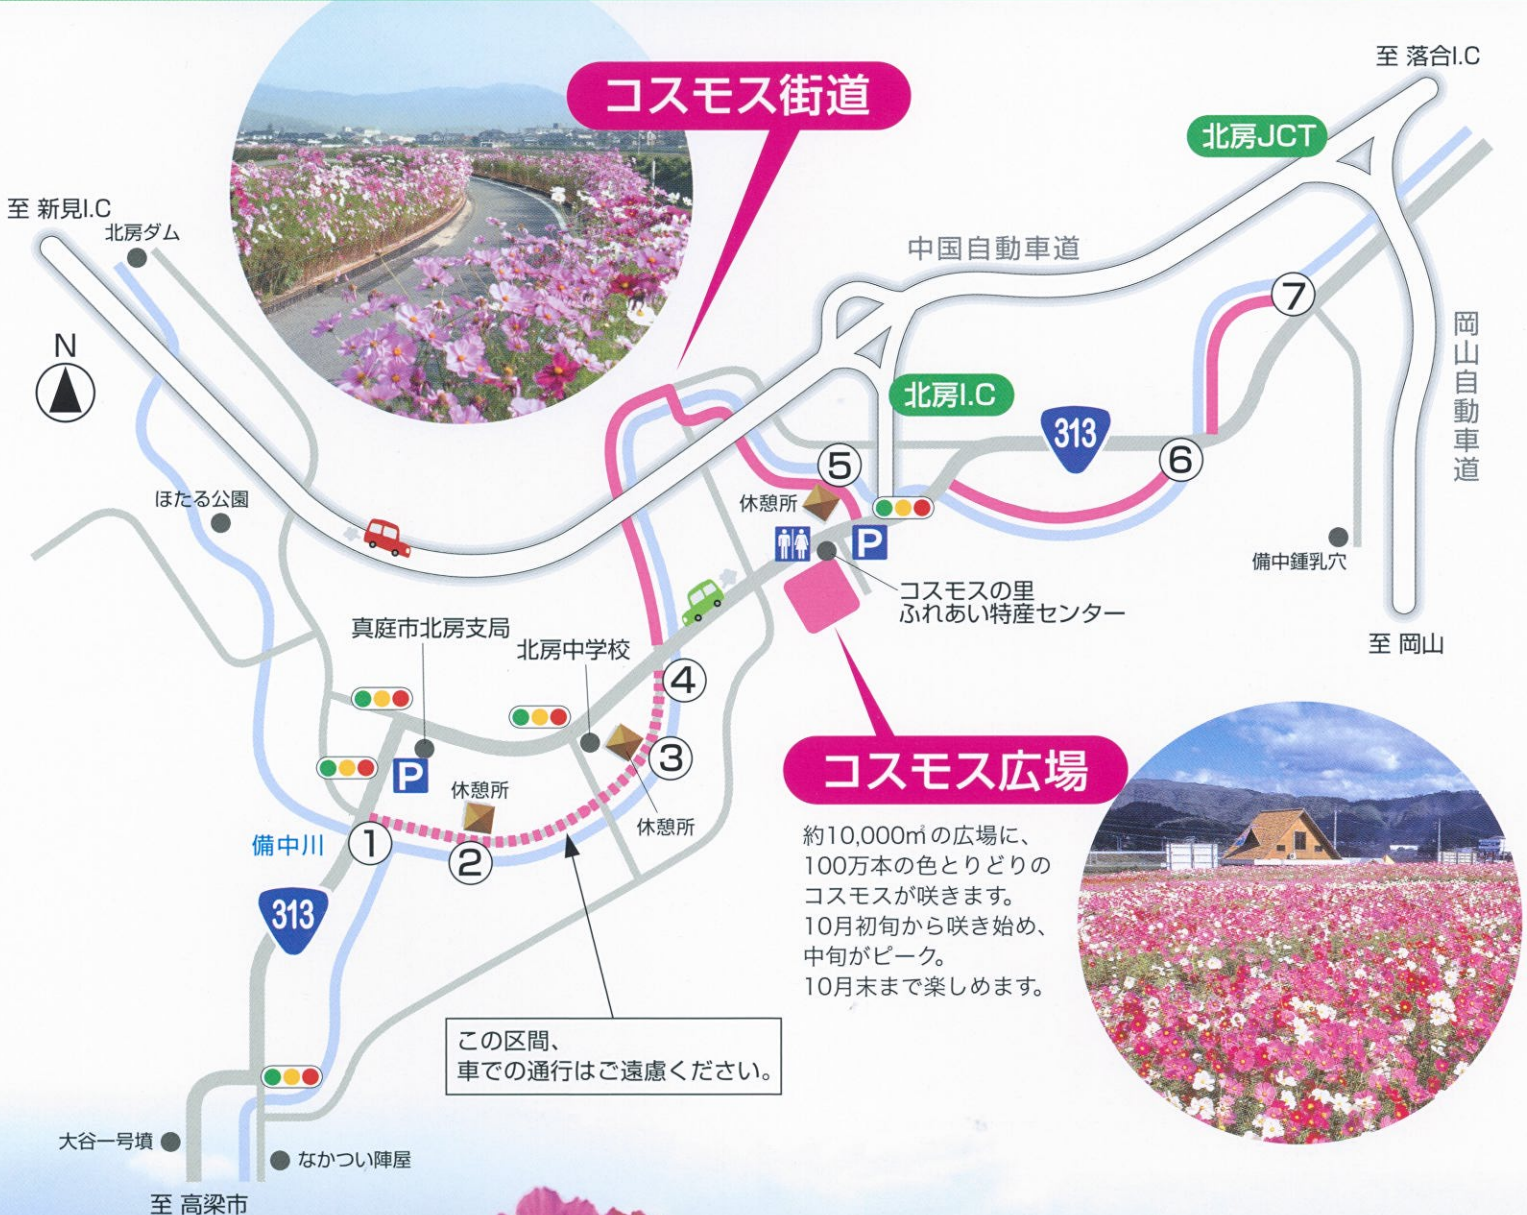 コスモス街道
至 落合I.C
北房JCT
至 新見I.C
北房ダム
中国自動車道
岡山自動車道
N
⑦
北房I.C
313
⑤
⑥
休憩所
ほたる公園
P
備中鍾乳穴
コスモスの里
ふれあい特産センター
真庭市北房支局
北房中学校
至 岡山
④
③
コスモス広場
P
休憩所
休憩所
備中川
①
②
約10,000㎡の広場に、
100万本の色とりどりの
コスモスが咲きます。
10月初旬から咲き始め、
中旬がピーク。
10月末まで楽しめます。
313
この区間、
車での通行はご遠慮ください。
大谷一号墳
なかつい陣屋
至 高梁市